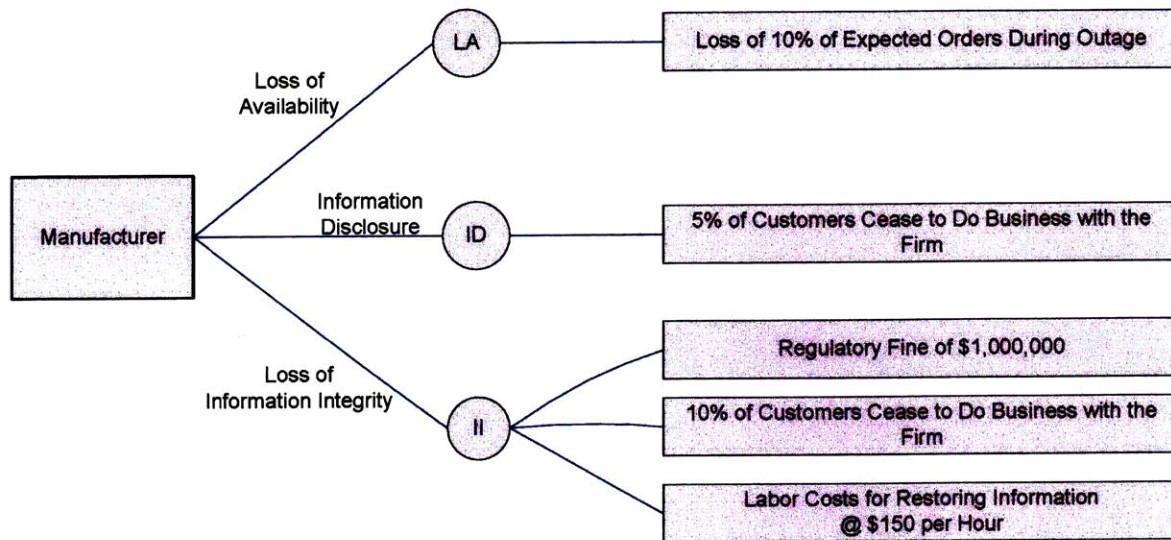 LA
Loss of 10% of Expected Orders During Outage
Loss of
Availability
Manufacturer
Information
Disclosure
ID
5% of Customers Cease to Do Business with the
Firm
Regulatory Fine of $1,000,000
Loss of
Information Integrity
II
10% of Customers Cease to Do Business with the
Firm
Labor Costs for Restoring Information
@ $150 per Hour